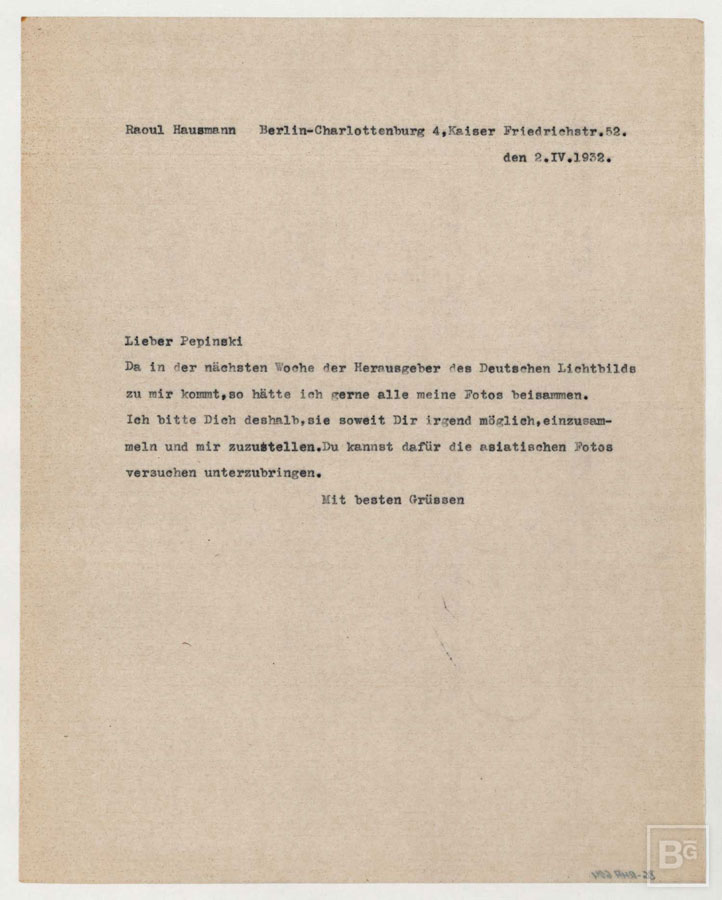 Raoul Hausmann Berlin-Charlottenburg 4,Kaiser Friedrichstr.52.
den 2.IV.1932.
Lieber Pepinski
Da in der nächsten Woche der Herausgeber des Deutschen Lichtbilds
zu mir kommt,so hätte ich gerne alle meine Fotos beisammen.
Ich bitte Dich deshalb,sie soweit Dir irgend möglich,einzusam-
meln und mir zuzustellen.Du kannst dafür die asiatischen Fotos
versuchen unterzubringen.
Mit besten Grüssen
BG